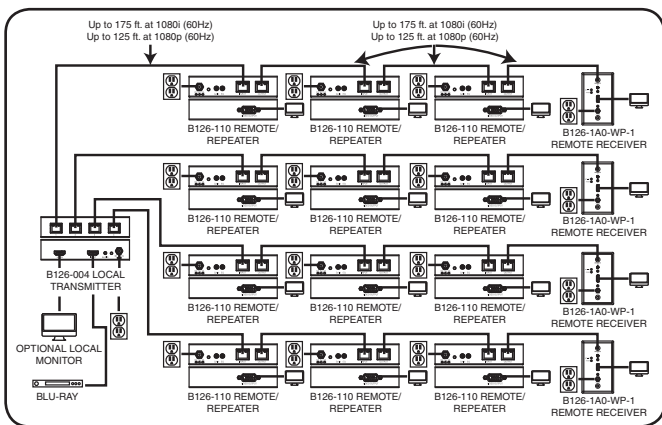 Up to 175 ft. at 1080i (60Hz)
Up to 125 ft. at 1080p (60Hz)
Up to 175 ft. at 1080i (60Hz)
Up to 125 ft. at 1080p (60Hz)
B126-110 REMOTE/
REPEATER
B126-110 REMOTE/
REPEATER
B126-110 REMOTE/
REPEATER
B126-1A0-WP-1
REMOTE RECEIVER
B126-110 REMOTE/
REPEATER
B126-110 REMOTE/
REPEATER
B126-110 REMOTE/
REPEATER
B126-1A0-WP-1
REMOTE RECEIVER
B126-004 LOCAL
TRANSMITTER
B126-110 REMOTE/
REPEATER
B126-110 REMOTE/
REPEATER
B126-110 REMOTE/
REPEATER
B126-1A0-WP-1
REMOTE RECEIVER
OPTIONAL LOCAL
MONITOR
BLU-RAY
B126-110 REMOTE/
REPEATER
B126-110 REMOTE/
REPEATER
B126-110 REMOTE/
REPEATER
B126-1A0-WP-1
REMOTE RECEIVER